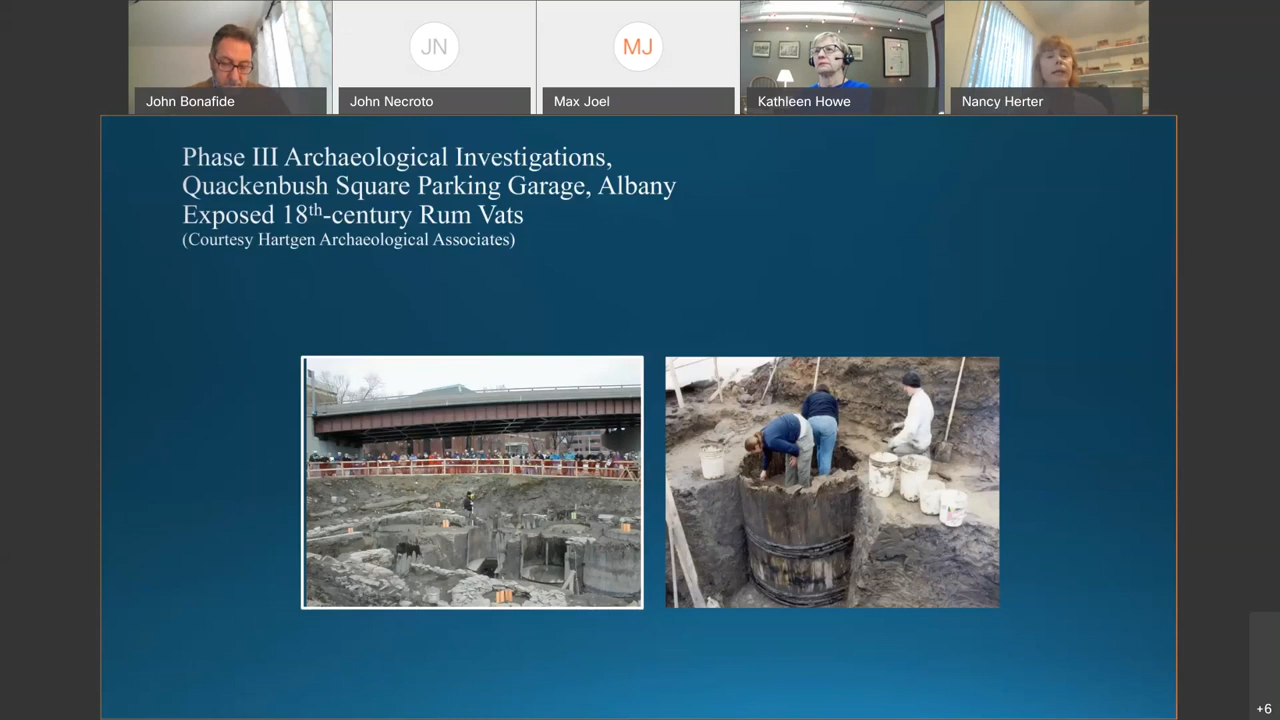 JN
MJ
John Bonafide
John Necroto
Max Joel
Kathleen Howe
Nancy Herter
Phase III Archaeological Investigations,
Quackenbush Square Parking Garage, Albany
Exposed 18th-century Rum Vats
(Courtesy Hartgen Archaeological Associates)
+6